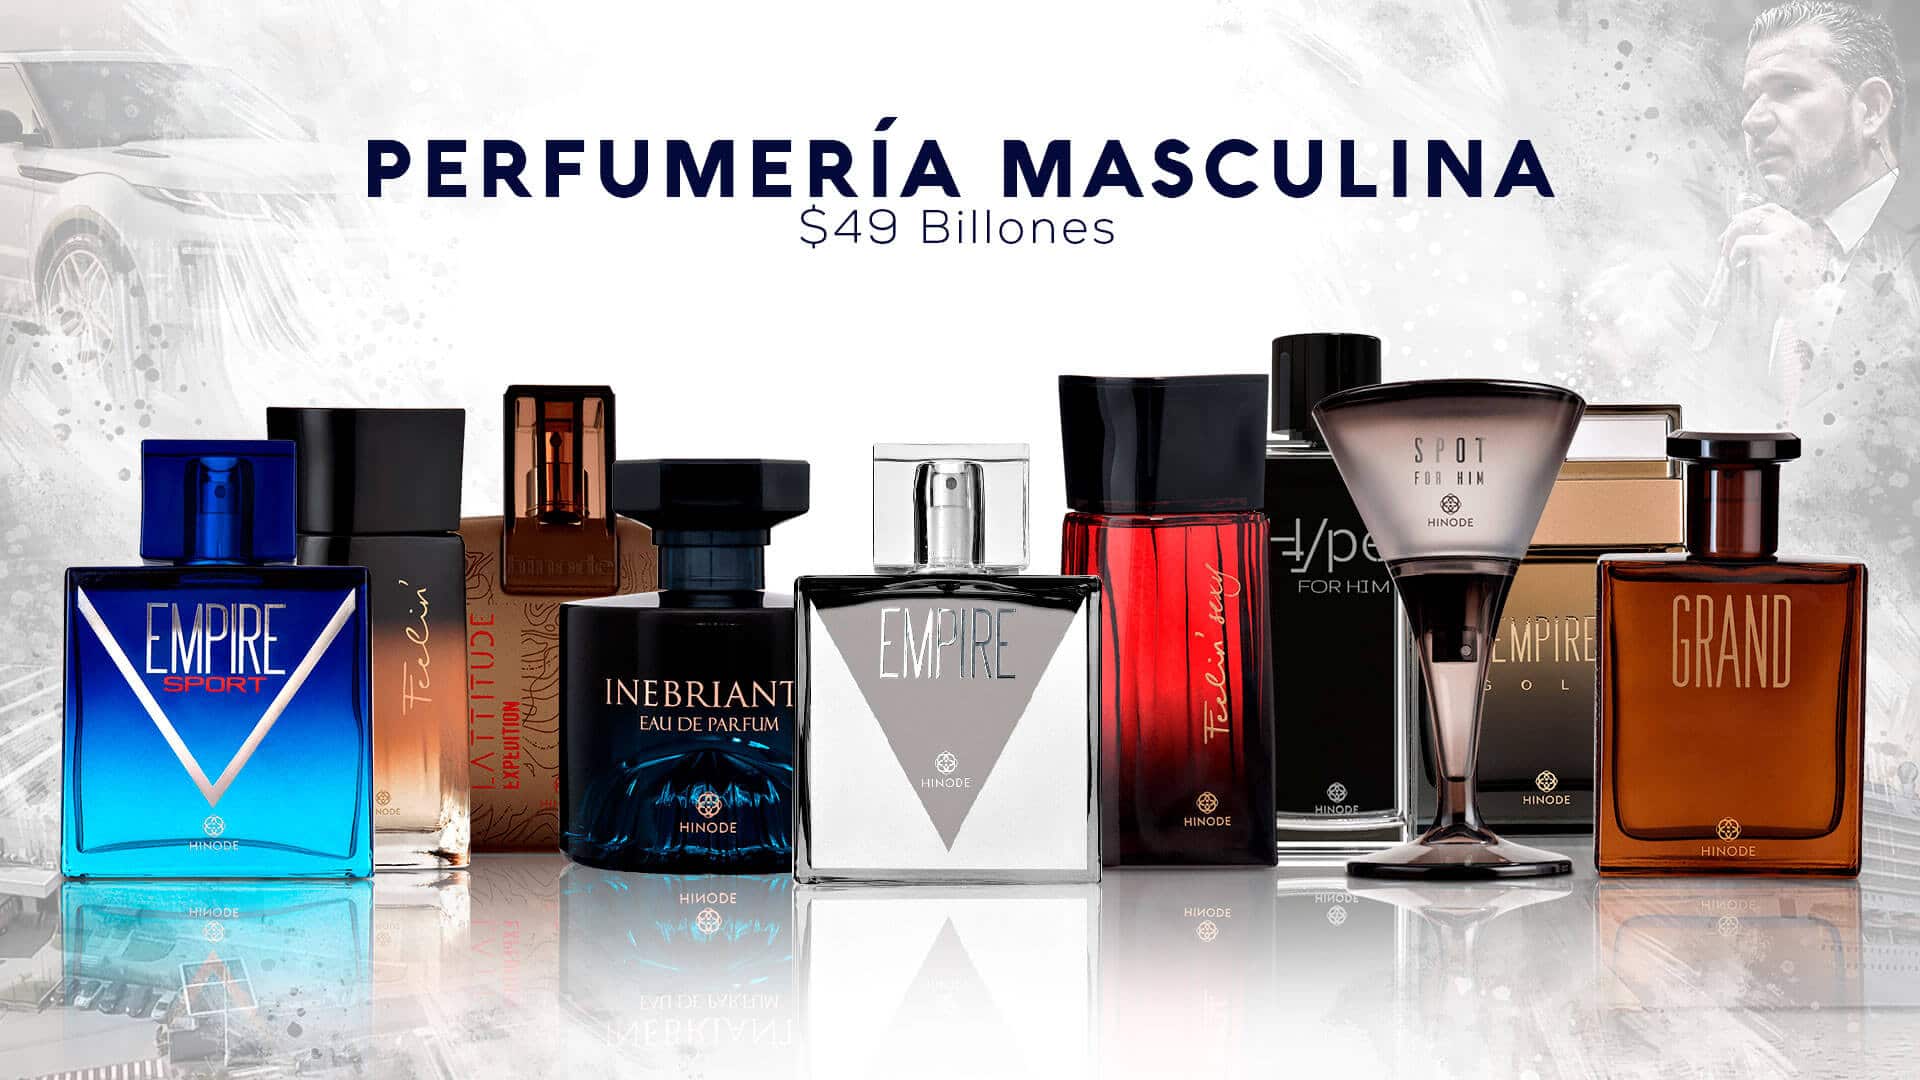 PERFUMERÍA MASCULINA
$49 Billones
EMPIRE
SPORT
HINODE
Feelin'
hinode
LATTITUDE
EXPEDITION
INEBRIANT
EAU DE PARFUM
HINODE
EMPIRE
HINODE
Feelin' sexy
HINODE
FOR HIM
HINODE
SPOT
FOR HIM
HINODE
EMPIRE
GOL
HINODE
GRAND
HINODE